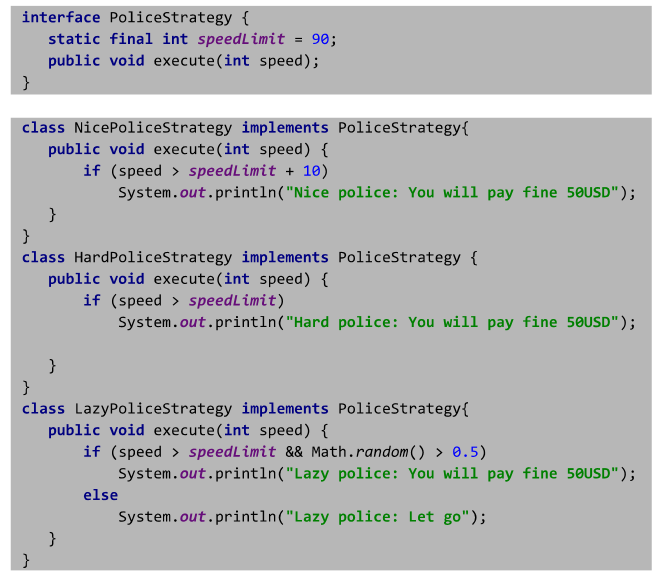 interface PoliceStrategy {
   static final int speedLimit = 90;
   public void execute(int speed);
}
class NicePoliceStrategy implements PoliceStrategy{
   public void execute(int speed) {
       if (speed > speedLimit + 10)
           System.out.println("Nice police: You will pay fine 50USD");
   }
}
class HardPoliceStrategy implements PoliceStrategy {
   public void execute(int speed) {
       if (speed > speedLimit)
           System.out.println("Hard police: You will pay fine 50USD");
   }
}
class LazyPoliceStrategy implements PoliceStrategy{
   public void execute(int speed) {
       if (speed > speedLimit && Math.random() > 0.5)
           System.out.println("Lazy police: You will pay fine 50USD");
       else
           System.out.println("Lazy police: Let go");
   }
}